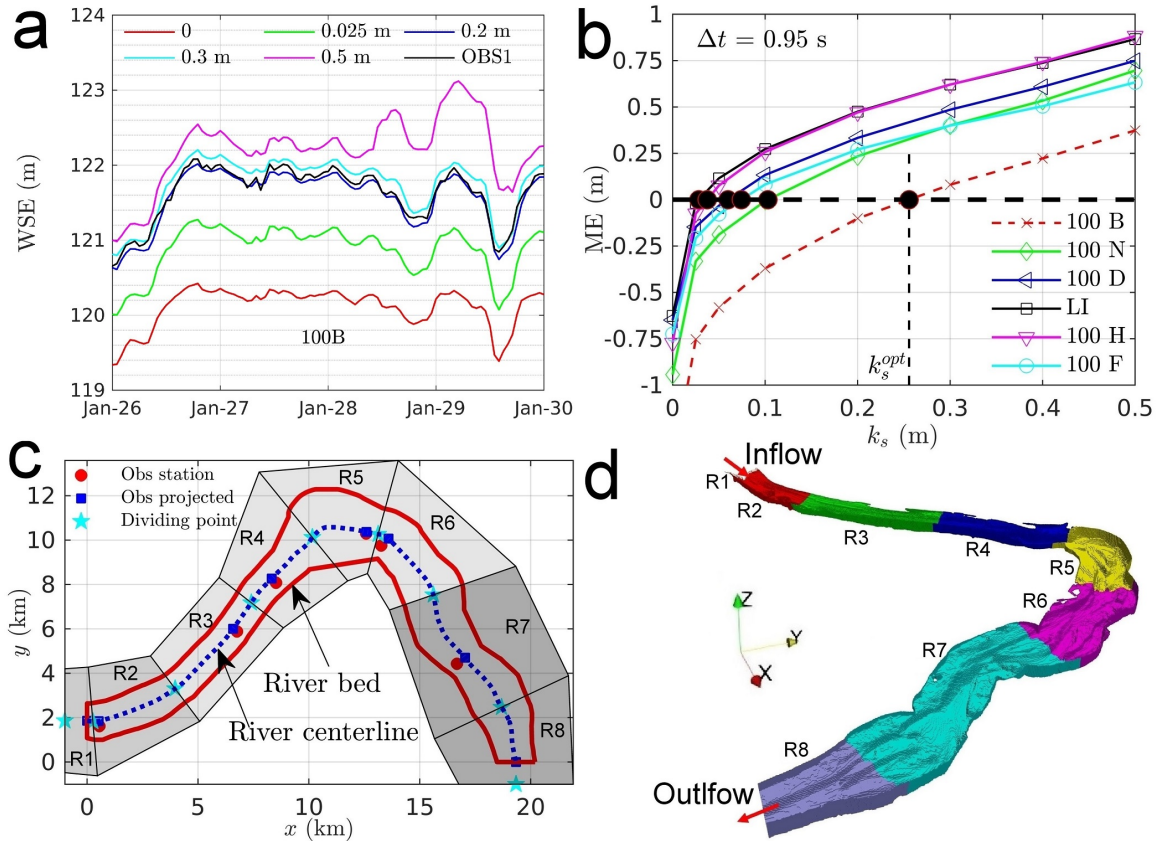 a
124
123
122
121
120
119
WSE (m)
0
0.025 m
0.2 m
0.3 m
0.5 m
OBS1
100B
Jan-26
Jan-27
Jan-28
Jan-29
Jan-30
b
1
0.75
0.5
0.25
0
-0.25
-0.5
-0.75
-1
ME (m)
Δt = 0.95 s
100 B
100 N
100 D
LI
100 H
100 F
k_s^opt
0
0.1
0.2
0.3
0.4
0.5
k_s (m)
c
12
10
8
6
4
2
0
y (km)
Obs station
Obs projected
Dividing point
R5
R4
R6
R3
R7
R2
River bed
River centerline
R8
R1
0
5
10
15
20
x (km)
d
Inflow
R1
R2
R3
R4
R5
R6
Z
Y
X
R7
R8
Outlfow